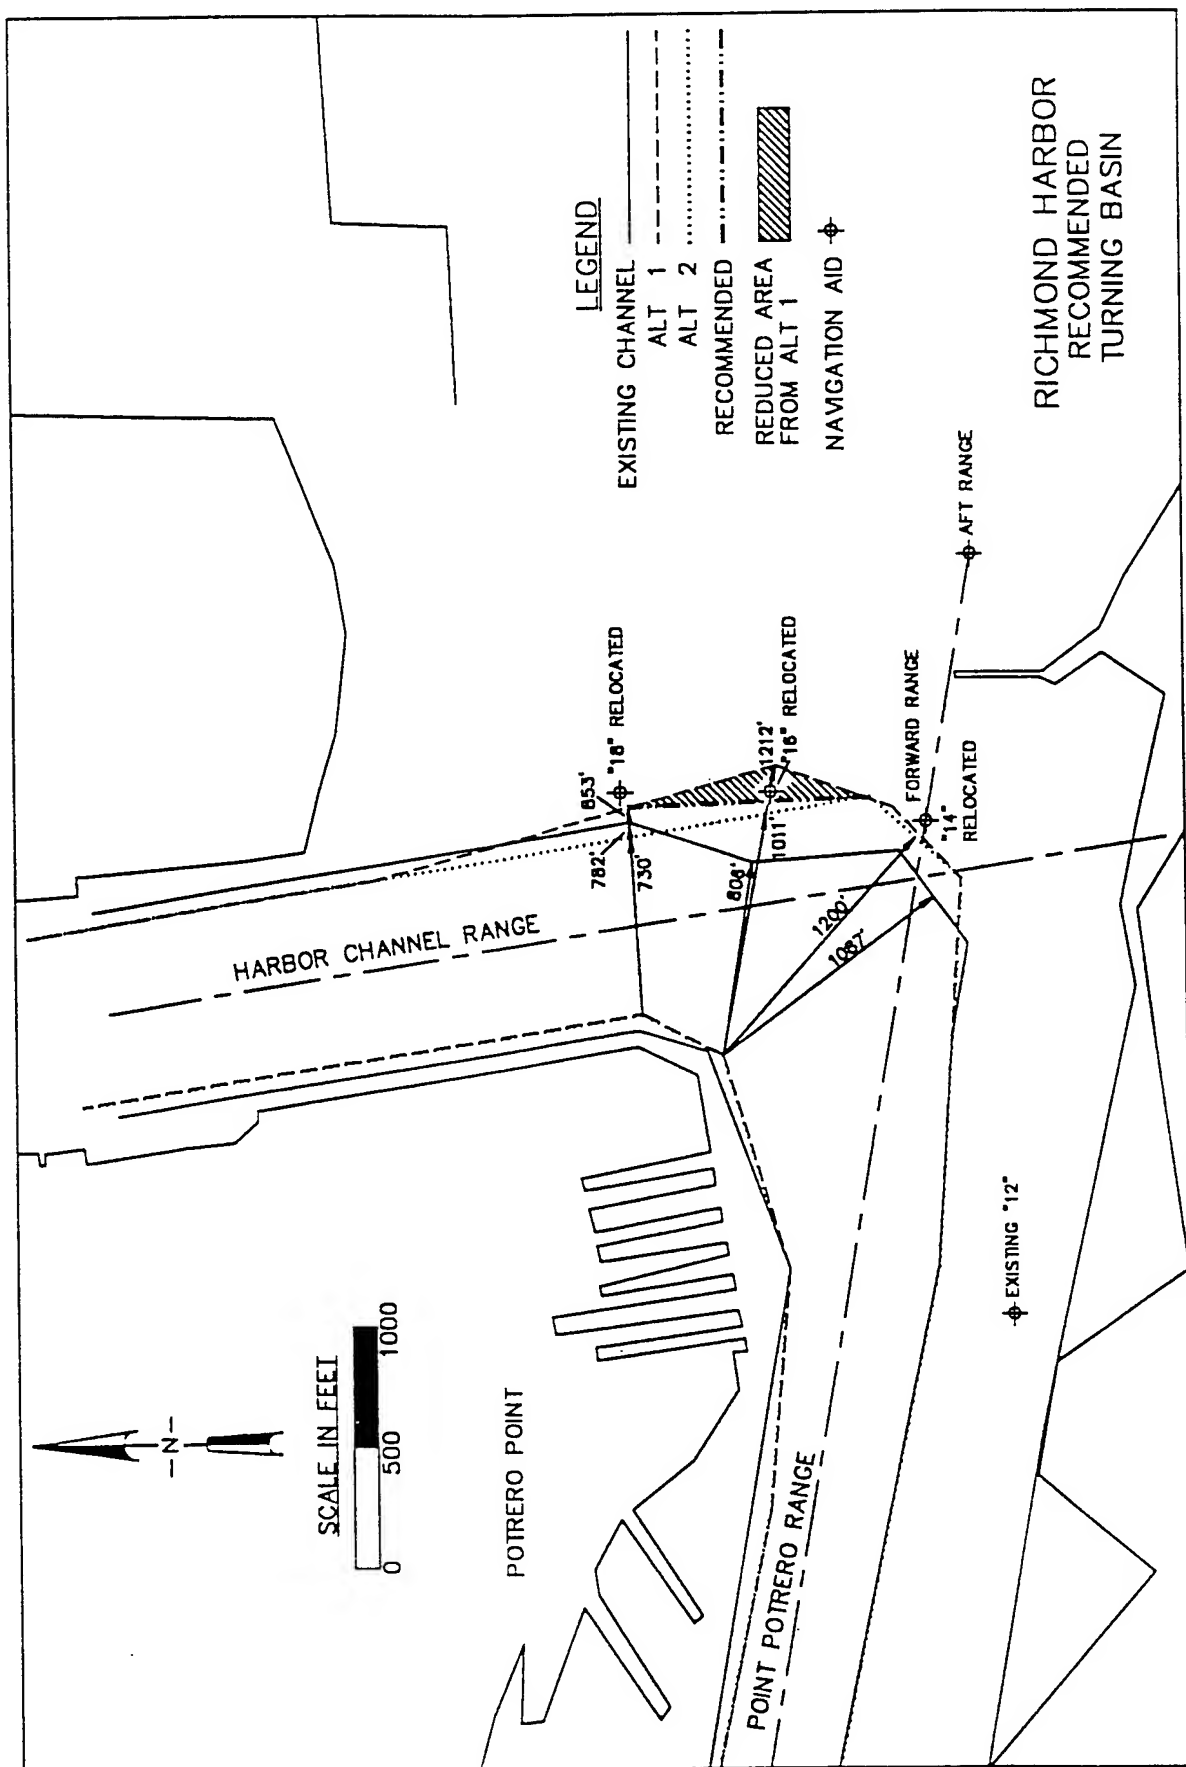 LEGEND
EXISTING CHANNEL
ALT 1
ALT 2
RECOMMENDED
REDUCED AREA
FROM ALT 1
NAVIGATION AID
RICHMOND HARBOR
RECOMMENDED
TURNING BASIN
SCALE IN FEET
0 500 1000
-N-
POTRERO POINT
HARBOR CHANNEL RANGE
POINT POTRERO RANGE
782'
853'
730'
"18" RELOCATED
808'
1011'
1212'
"16" RELOCATED
1200'
1087'
FORWARD RANGE
"14"
RELOCATED
AFT RANGE
EXISTING "12"